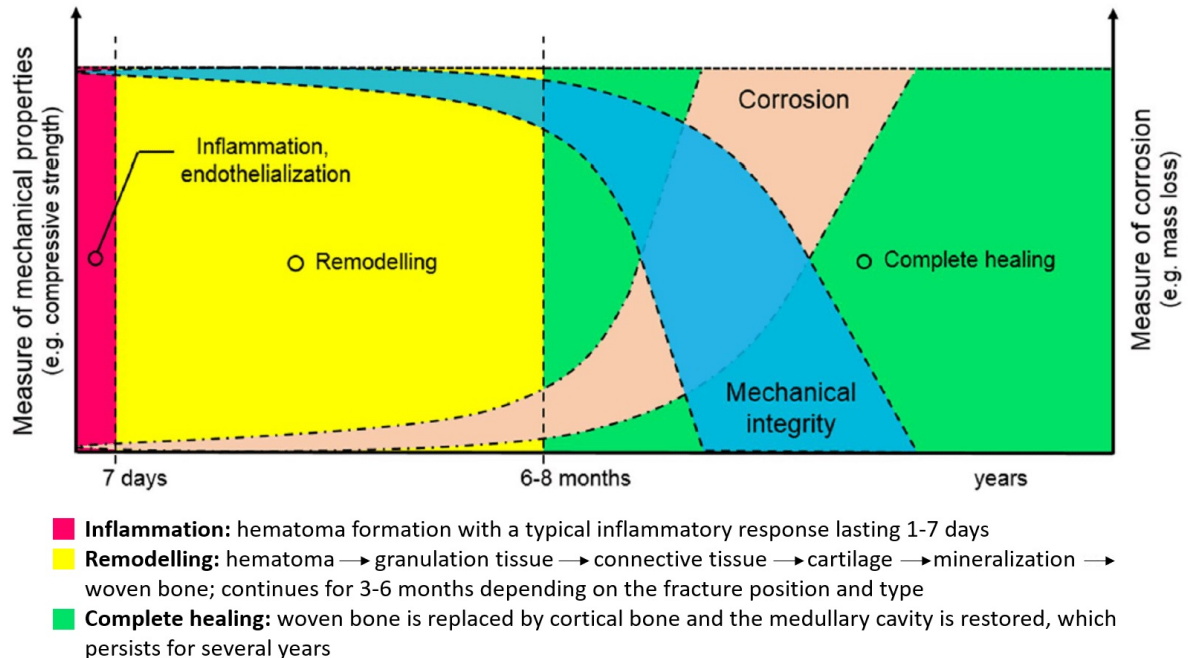 Measure of mechanical properties
(e.g. compressive strength)
Inflammation,
endothelialization
Remodelling
Corrosion
Mechanical
integrity
Complete healing
Measure of corrosion
(e.g. mass loss)
7 days
6-8 months
years
Inflammation: hematoma formation with a typical inflammatory response lasting 1-7 days
Remodelling: hematoma → granulation tissue → connective tissue → cartilage → mineralization →
woven bone; continues for 3-6 months depending on the fracture position and type
Complete healing: woven bone is replaced by cortical bone and the medullary cavity is restored, which
persists for several years